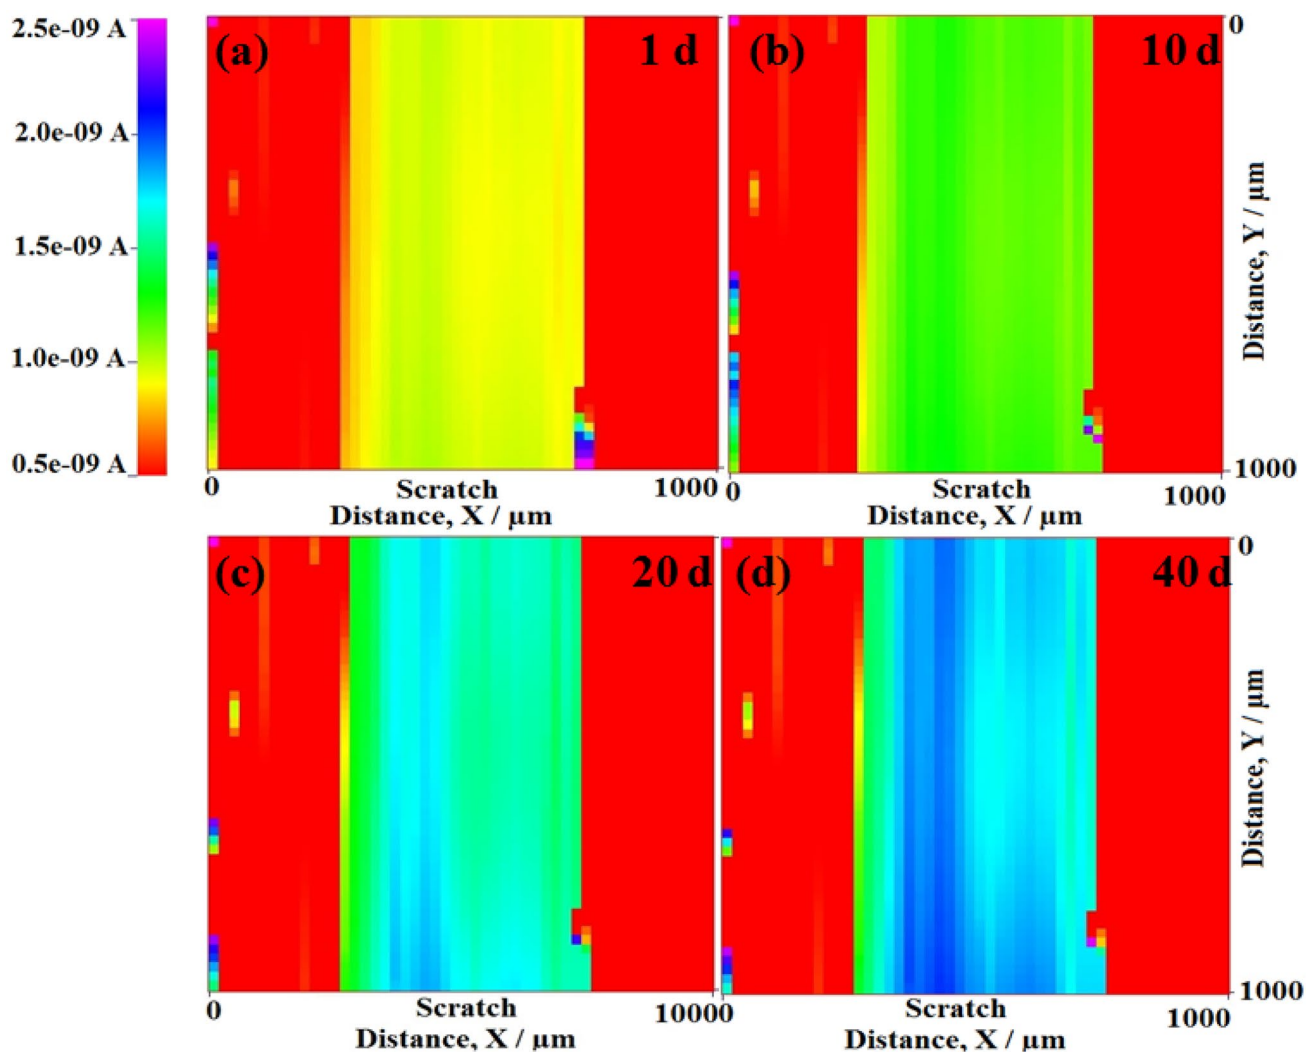 2.5e-09 A
2.0e-09 A
1.5e-09 A
1.0e-09 A
0.5e-09 A
(a) 1 d
(b) 10 d
0
Distance, Y / µm
1000
0 Scratch 1000
Distance, X / µm
0 Scratch 1000
Distance, X / µm
(c) 20 d
(d) 40 d
0
Distance, Y / µm
1000
0 Scratch 10000
Distance, X / µm
0 Scratch 1000
Distance, X / µm